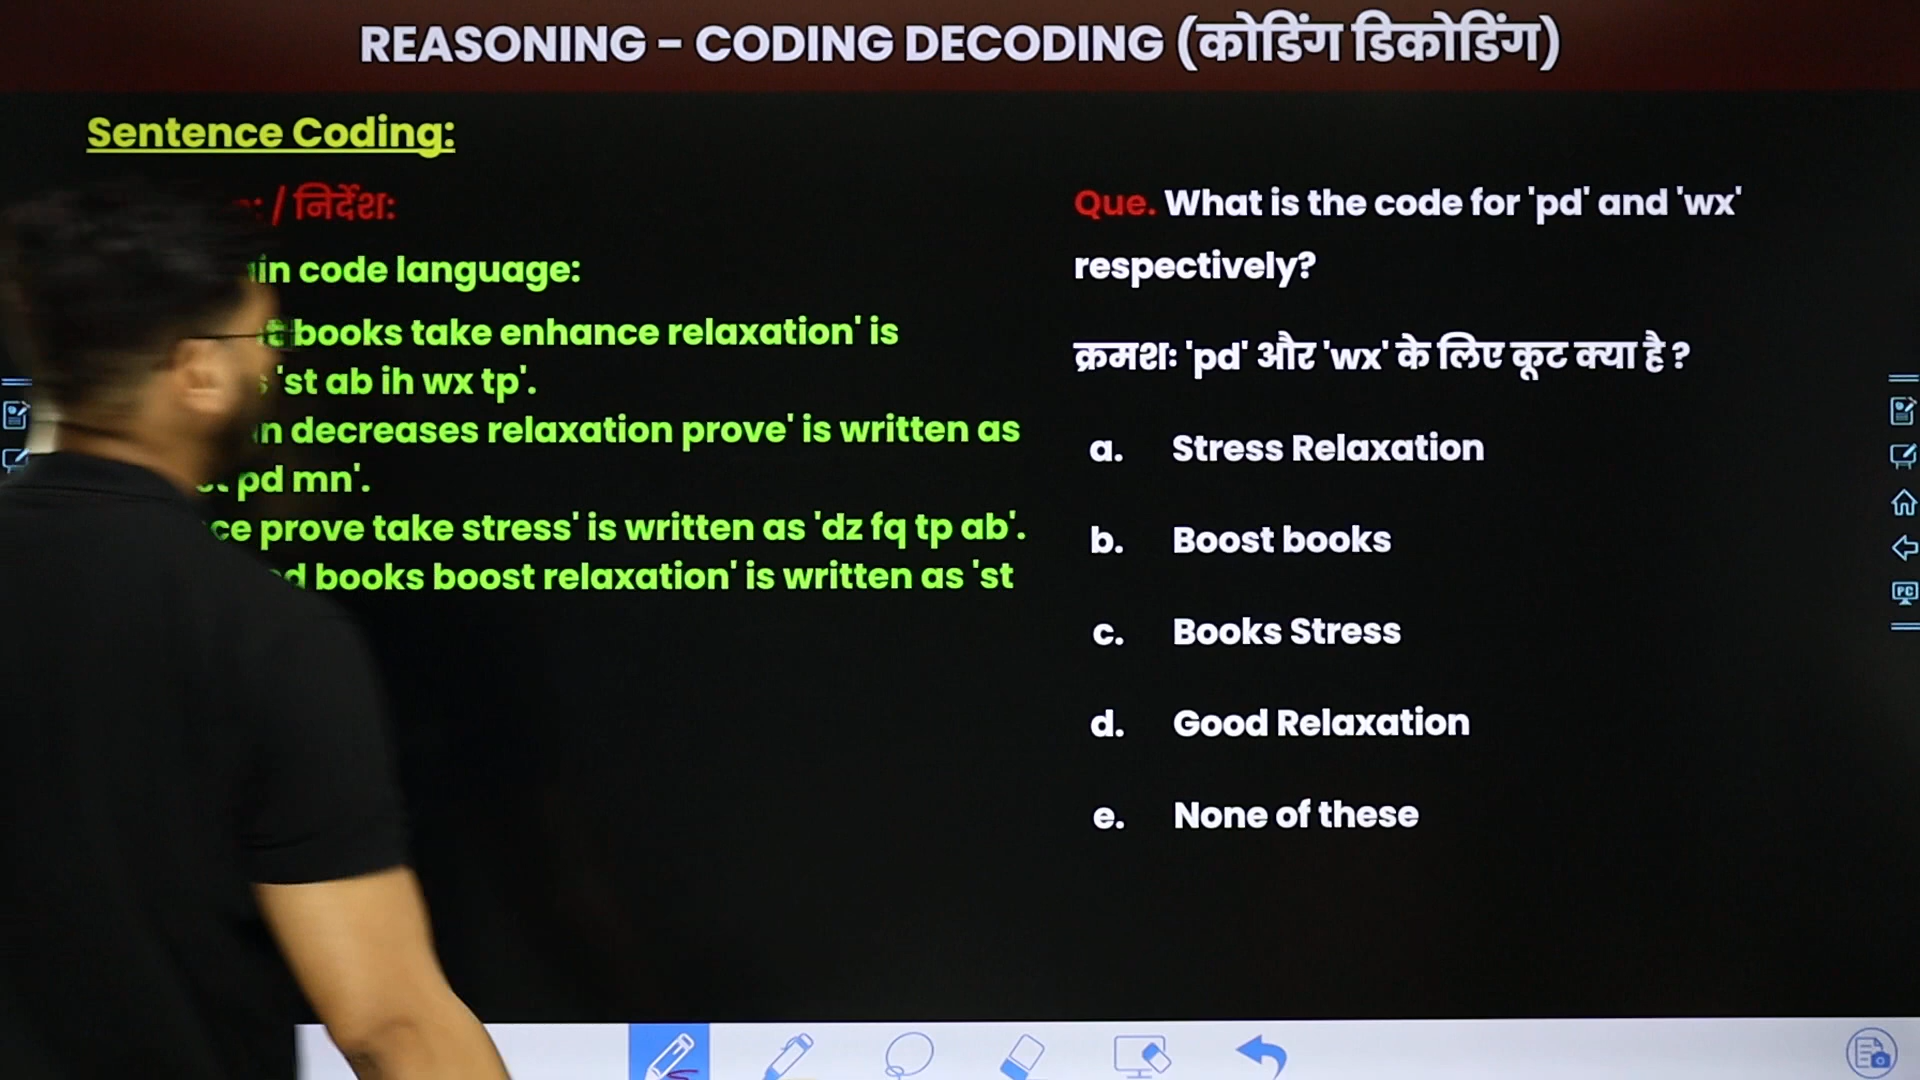 REASONING - CODING DECODING (कोडिंग डिकोडिंग)
Sentence Coding:
/ निर्देश:
in code language:
books take enhance relaxation' is
'st ab ih wx tp'.
decreases relaxation prove' is written as
pd mn'.
prove take stress' is written as 'dz fq tp ab'.
books boost relaxation' is written as 'st
Que. What is the code for 'pd' and 'wx'
respectively?
क्रमशः 'pd' और 'wx' के लिए कूट क्या है ?
a. Stress Relaxation
b. Boost books
c. Books Stress
d. Good Relaxation
e. None of these
PC